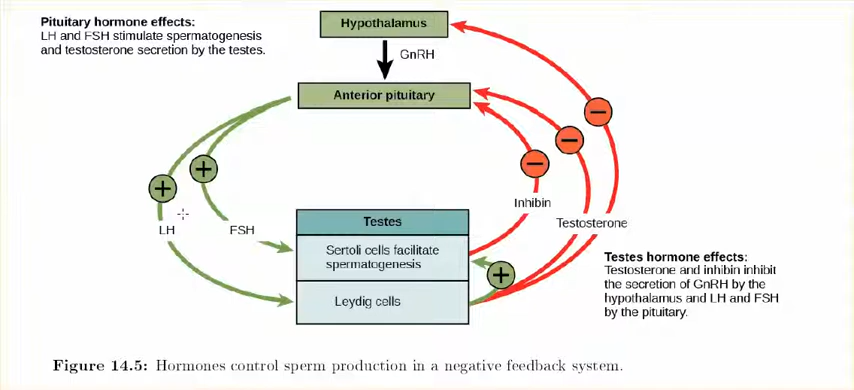 Pituitary hormone effects:
LH and FSH stimulate spermatogenesis
and testosterone secretion by the testes.
Hypothalamus
GnRH
Anterior pituitary
LH
FSH
Inhibin
Testosterone
Testes
Sertoli cells facilitate
spermatogenesis
Leydig cells
Testes hormone effects:
Testosterone and inhibin inhibit
the secretion of GnRH by the
hypothalamus and LH and FSH
by the pituitary.
Figure 14.5: Hormones control sperm production in a negative feedback system.